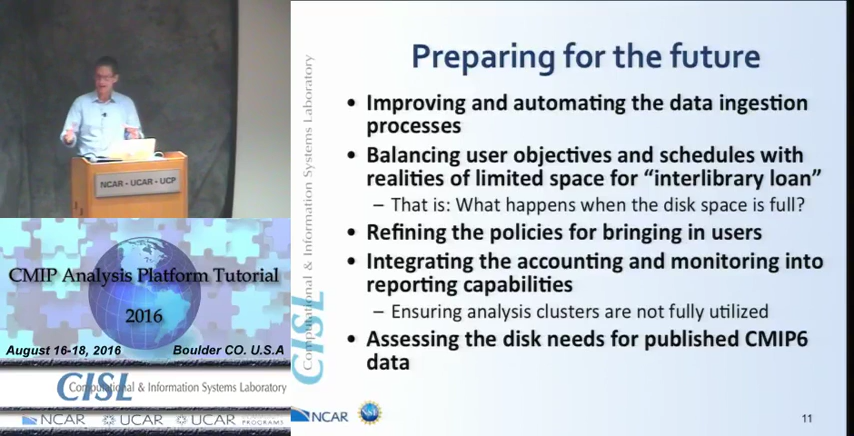 NCAR - UCAR - UCP
CMIP Analysis Platform Tutorial
2016
August 16-18, 2016
Boulder CO. U.S.A
CISL
Computational & Information Systems Laboratory
NCAR
UCAR
UCAR PROGRAMS
Computational & Information Systems Laboratory
CISL
Preparing for the future
• Improving and automating the data ingestion
processes
• Balancing user objectives and schedules with
realities of limited space for “interlibrary loan”
– That is: What happens when the disk space is full?
• Refining the policies for bringing in users
• Integrating the accounting and monitoring into
reporting capabilities
– Ensuring analysis clusters are not fully utilized
• Assessing the disk needs for published CMIP6
data
NCAR
11